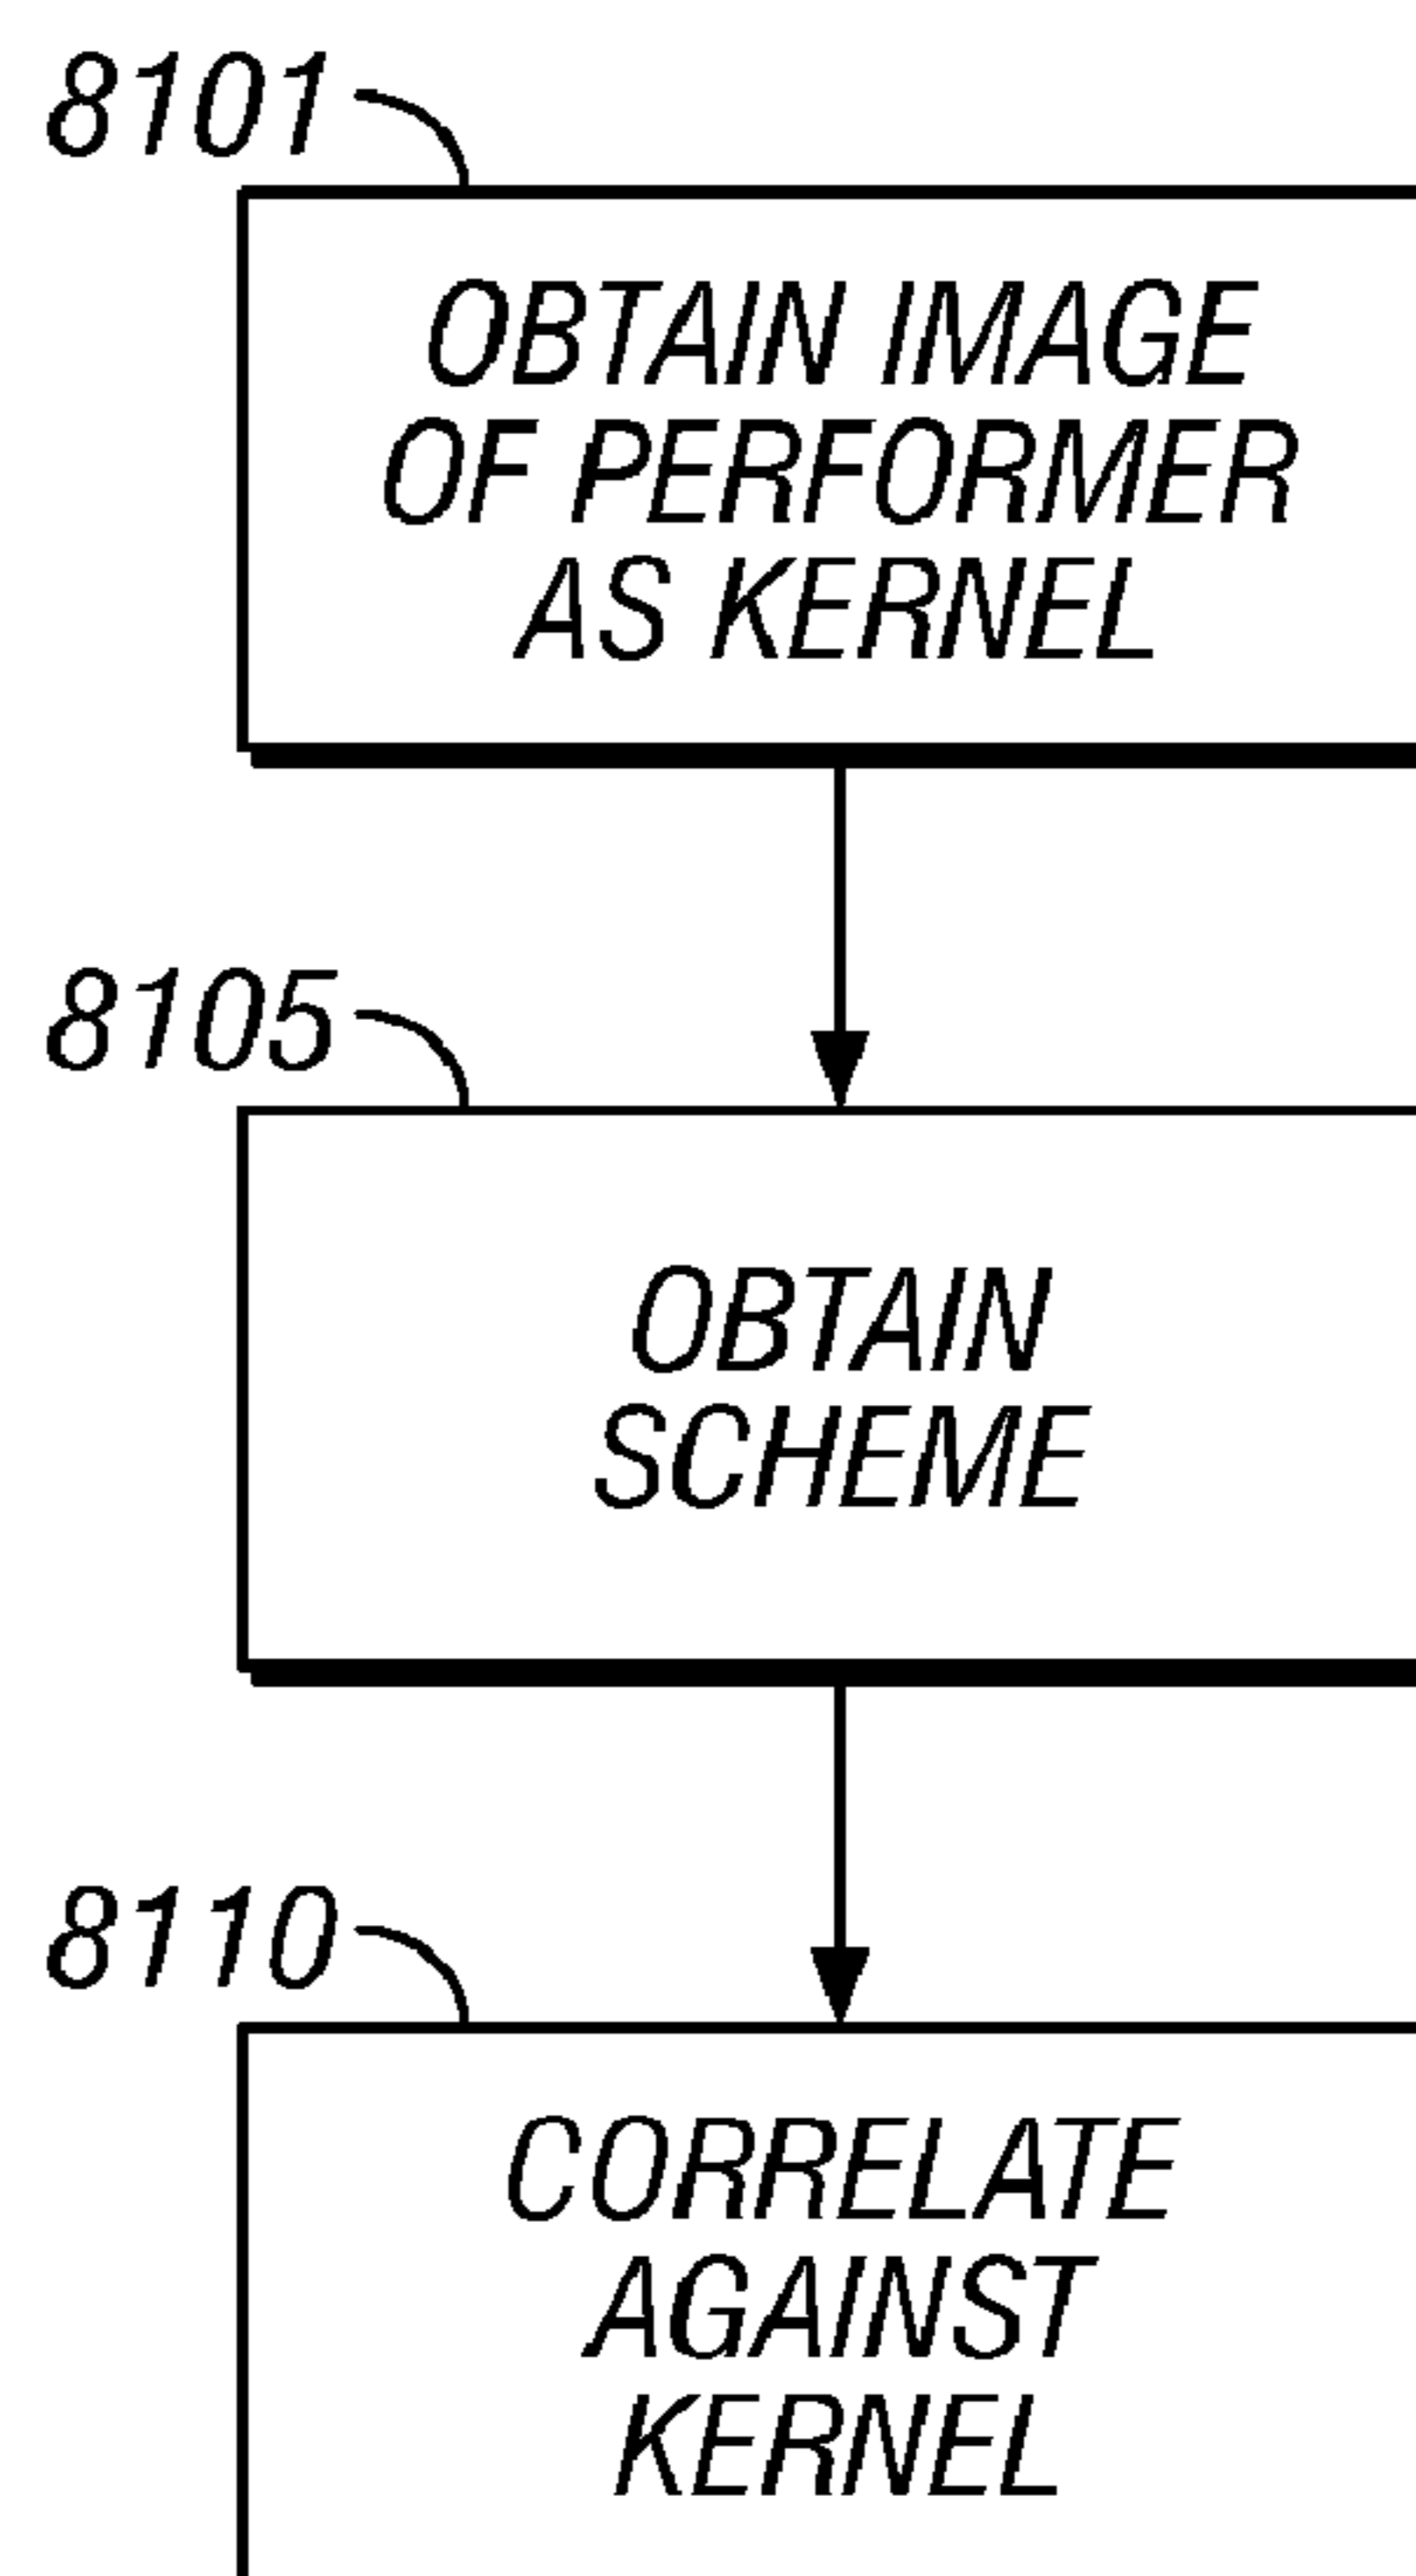 8101
OBTAIN IMAGE
OF PERFORMER
AS KERNEL
8105
OBTAIN
SCHEME
8110
CORRELATE
AGAINST
KERNEL